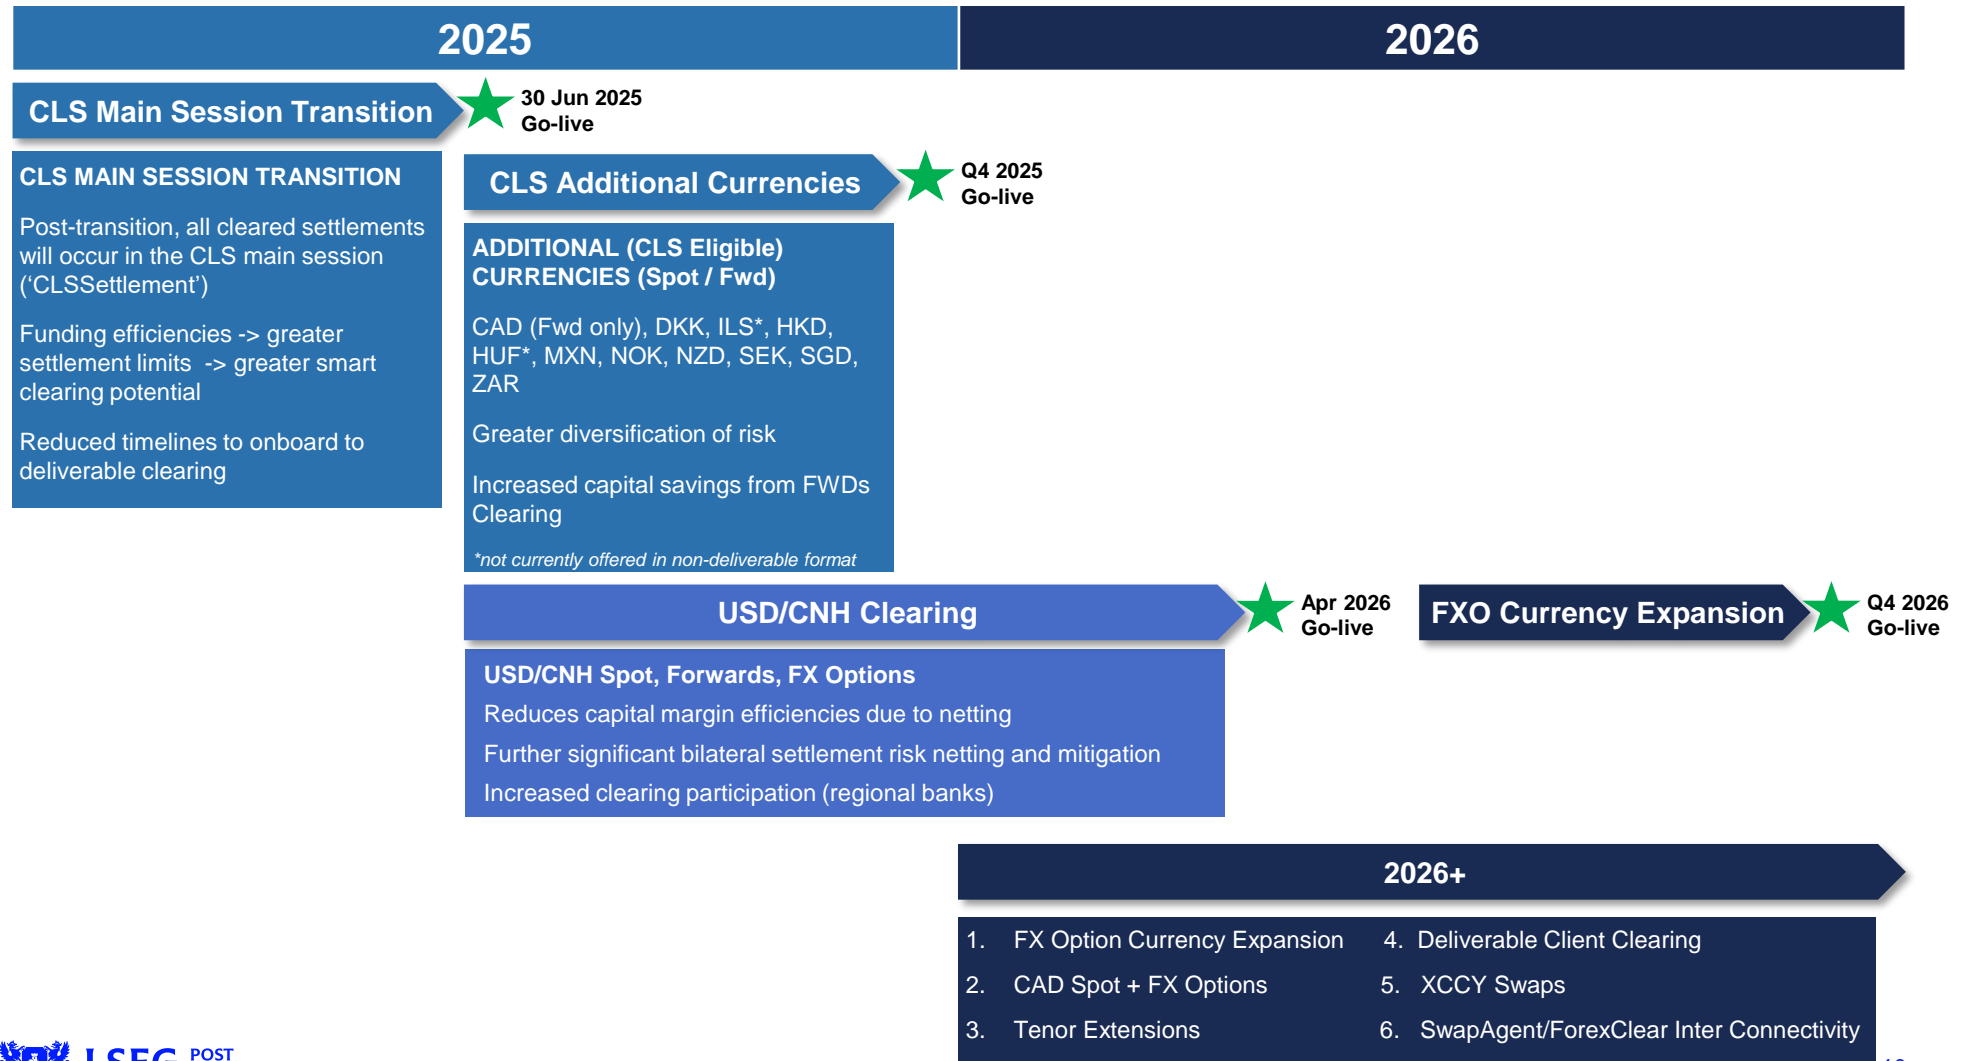 2025
2026
CLS Main Session Transition
30 Jun 2025
Go-live
CLS MAIN SESSION TRANSITION
Post-transition, all cleared settlements
will occur in the CLS main session
(‘CLSSettlement’)
Funding efficiencies -> greater
settlement limits -> greater smart
clearing potential
Reduced timelines to onboard to
deliverable clearing
CLS Additional Currencies
Q4 2025
Go-live
ADDITIONAL (CLS Eligible)
CURRENCIES (Spot / Fwd)
CAD (Fwd only), DKK, ILS*, HKD,
HUF*, MXN, NOK, NZD, SEK, SGD,
ZAR
Greater diversification of risk
Increased capital savings from FWDs
Clearing
*not currently offered in non-deliverable format
USD/CNH Clearing
Apr 2026
Go-live
USD/CNH Spot, Forwards, FX Options
Reduces capital margin efficiencies due to netting
Further significant bilateral settlement risk netting and mitigation
Increased clearing participation (regional banks)
FXO Currency Expansion
Q4 2026
Go-live
2026+
1. FX Option Currency Expansion
2. CAD Spot + FX Options
3. Tenor Extensions
4. Deliverable Client Clearing
5. XCCY Swaps
6. SwapAgent/ForexClear Inter Connectivity
LSEG POST